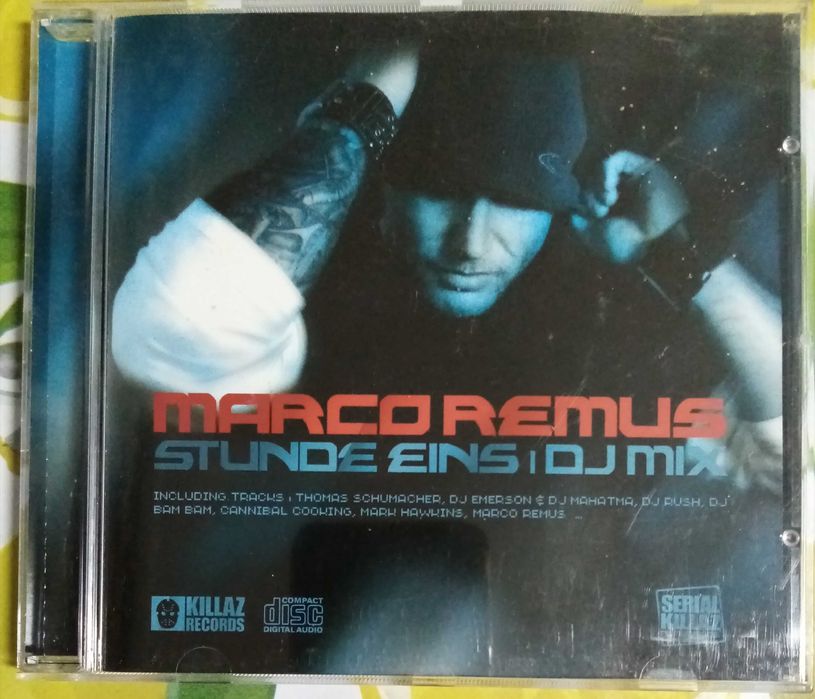 MARCO REMUS
STUNDE EINS | DJ MIX
INCLUDING TRACKS : THOMAS SCHUMACHER, DJ EMERSON & DJ MAHATMA, DJ RUSH, DJ
BAM BAM, CANNIBAL COOKING, MARK HAWKINS, MARCO REMUS ...
KILLAZ
RECORDS
COMPACT
disc
DIGITAL AUDIO
SERIAL
KILLAZ